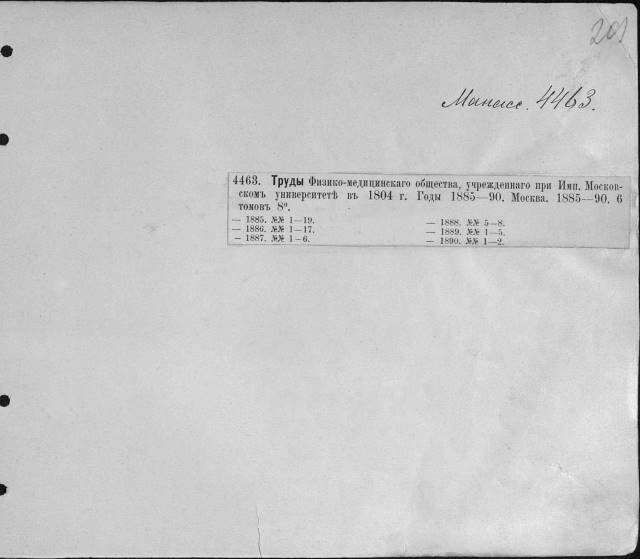 201
Манасс. 4463.
4463. Труды Физико-медицинскаго общества, учрежденнаго при Имп. Москов-
скомъ университетѣ въ 1804 г. Годы 1885—90. Москва. 1885—90. 6
томовъ 8º.
— 1885. №№ 1—19.
— 1886. №№ 1—17.
— 1887. №№ 1—6.
— 1888. №№ 5—8.
— 1889. №№ 1—5.
— 1890. №№ 1—2.